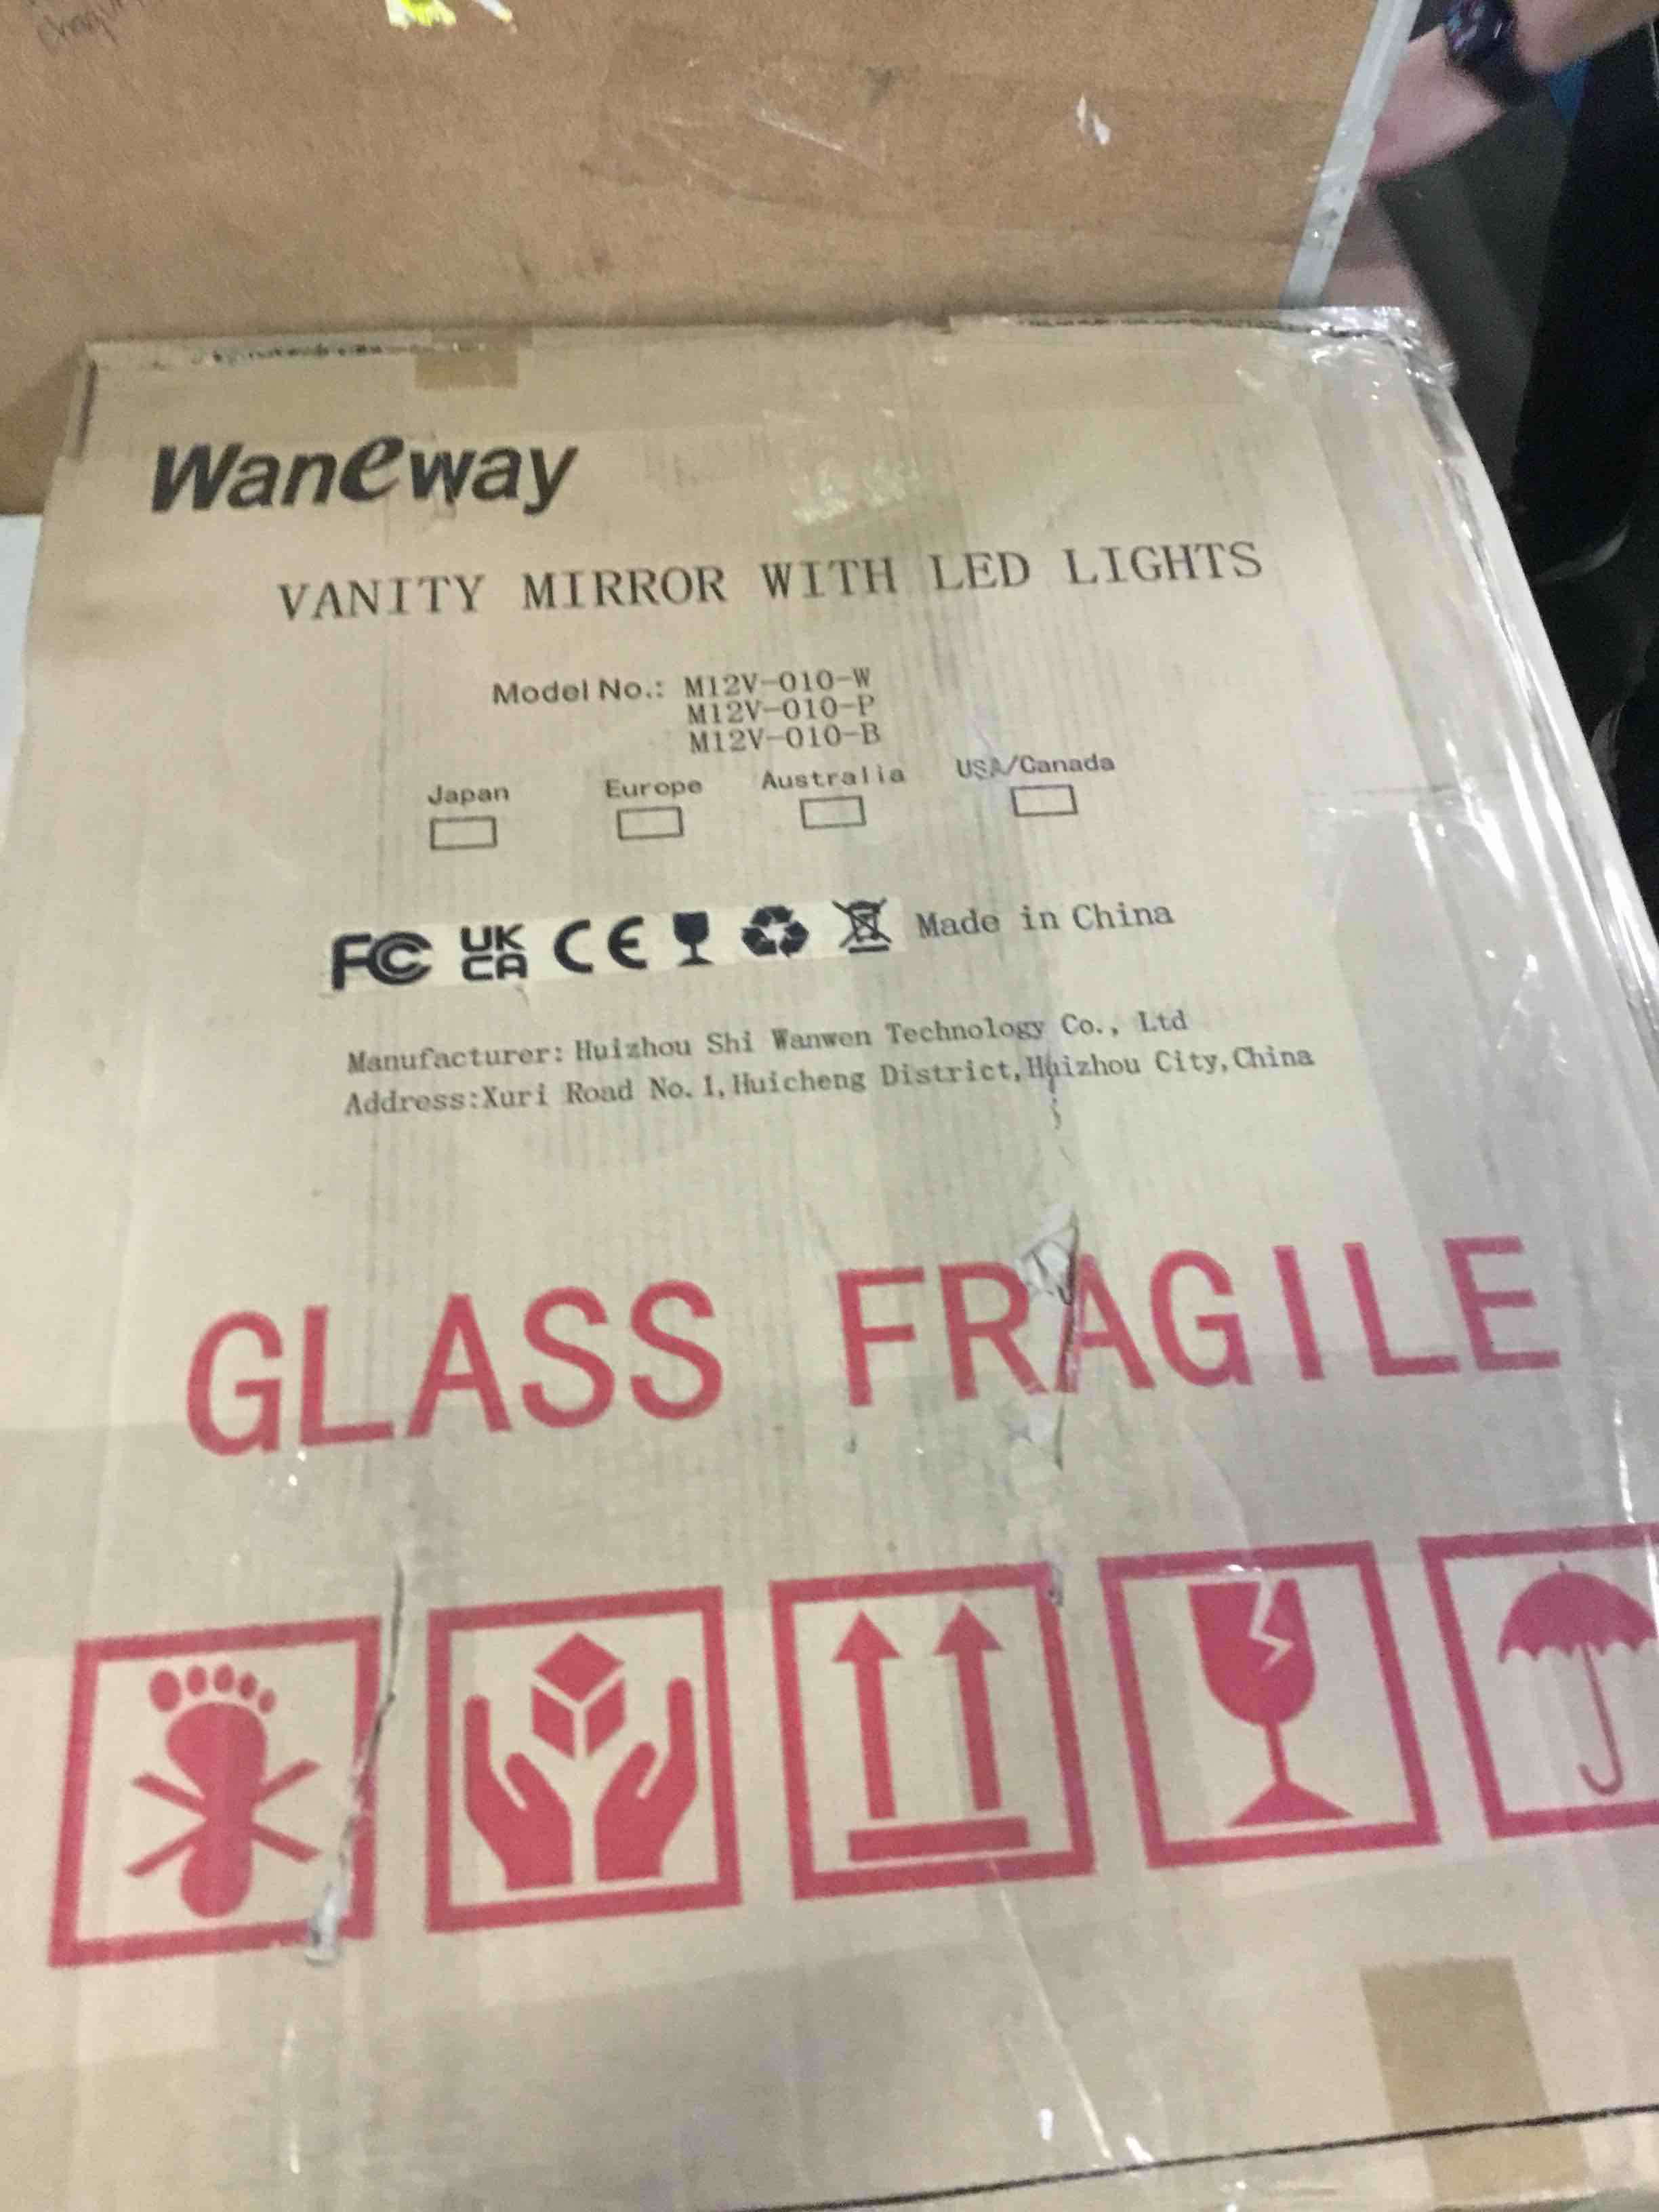 Waneway
VANITY MIRROR WITH LED LIGHTS
Model No.: M12V-010-W
M12V-010-P
M12V-010-B
Japan Europe Australia USA/Canada
FC UK CA CE Made in China
Manufacturer: Huizhou Shi Wanwen Technology Co., Ltd
Address:Xuri Road No.1,Huicheng District,Huizhou City,China
GLASS FRAGILE